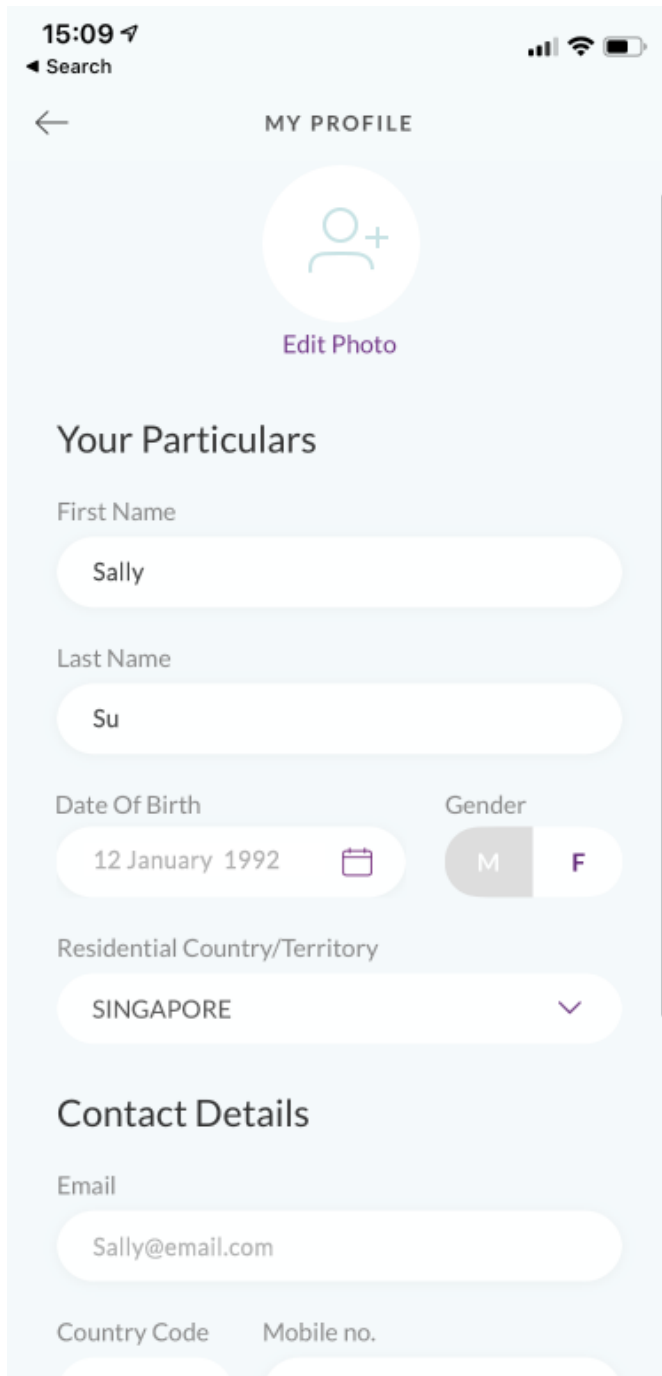 15:09
◀ Search
MY PROFILE
Edit Photo
Your Particulars
First Name
Sally
Last Name
Su
Date Of Birth Gender
12 January 1992 M F
Residential Country/Territory
SINGAPORE
Contact Details
Email
Sally@email.com
Country Code Mobile no.